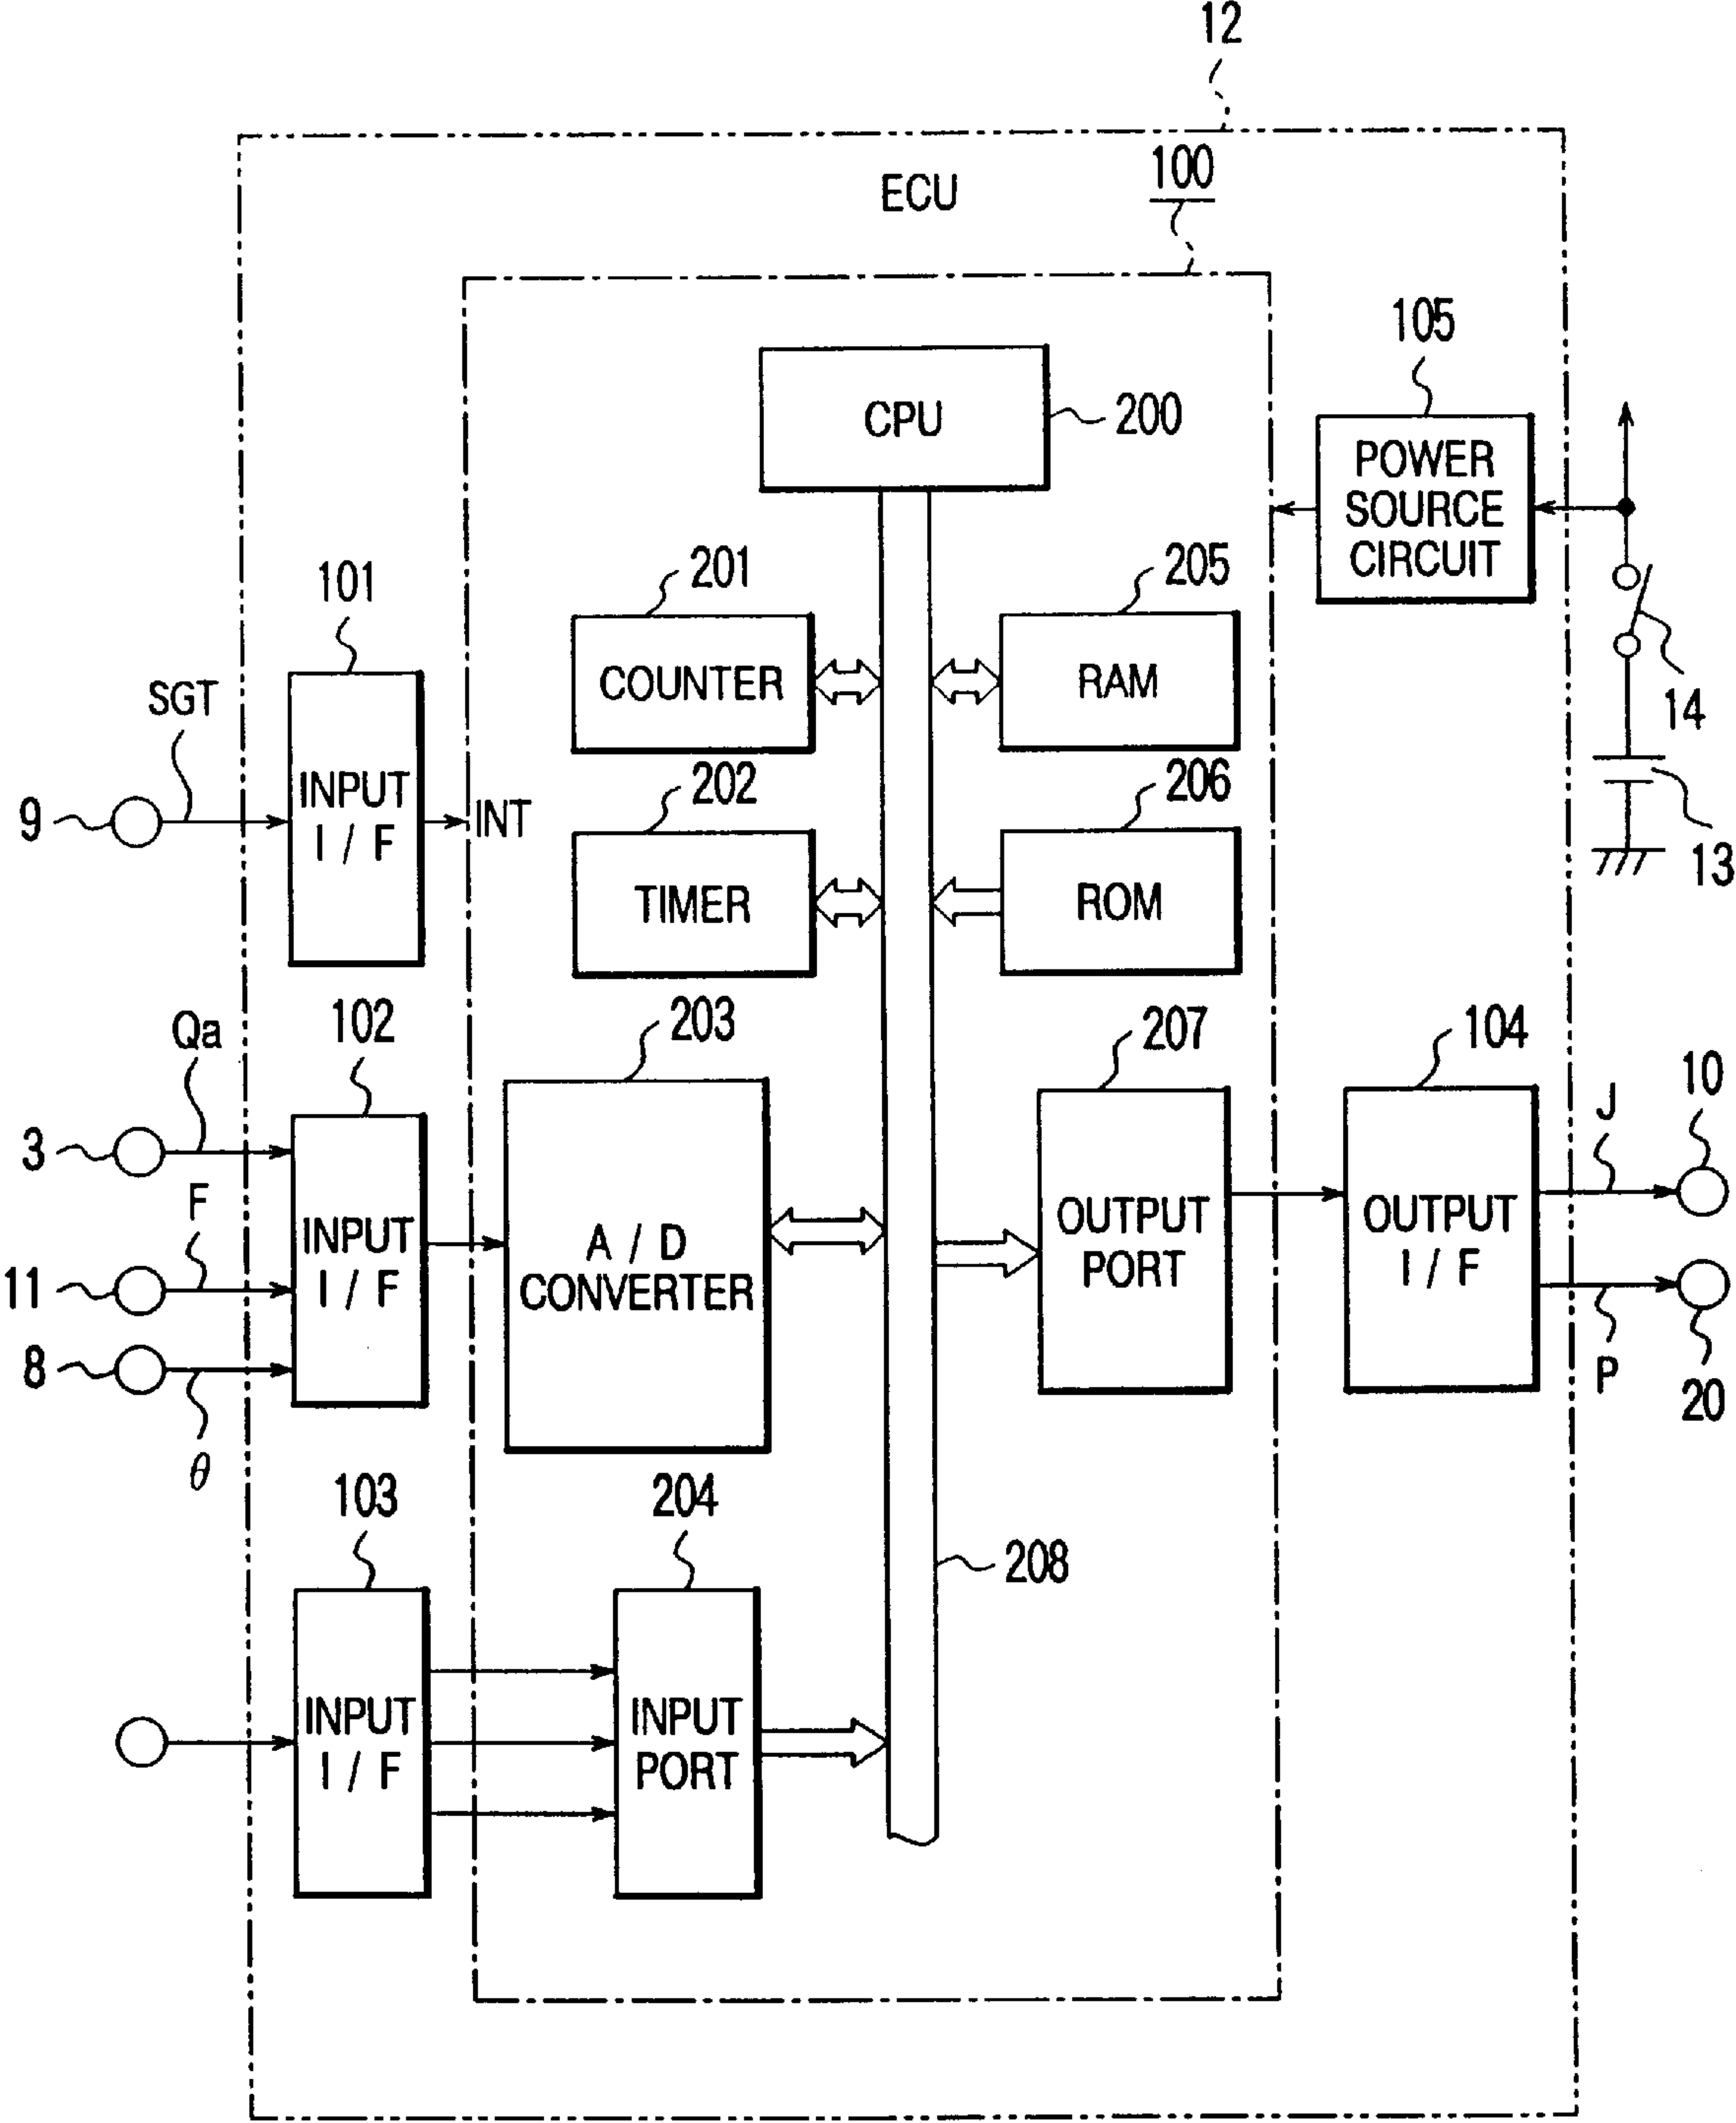 12
ECU
100
105
CPU
200
POWER
SOURCE
CIRCUIT
101
201
205
SGT
COUNTER
RAM
14
9
INPUT
I / F
INT
202
206
13
TIMER
ROM
Qa
102
203
207
104
10
3
J
F
INPUT
I / F
A / D
CONVERTER
OUTPUT
PORT
OUTPUT
I / F
11
8
P
20
θ
103
204
208
INPUT
I / F
INPUT
PORT